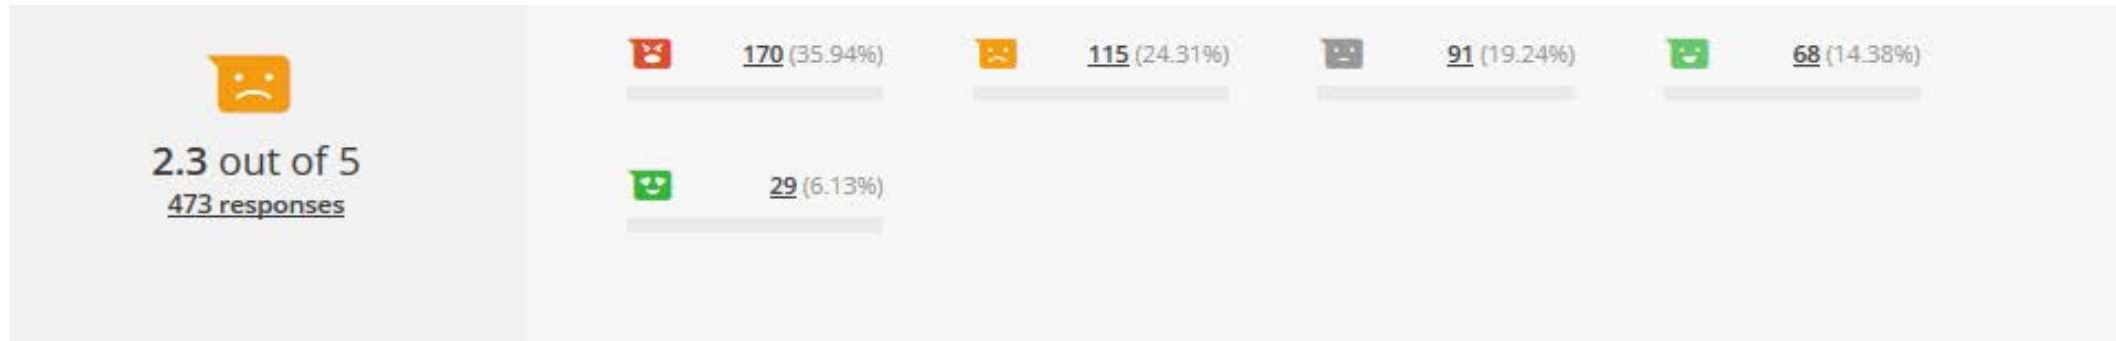 2.3 out of 5
473 responses
170 (35.94%)
115 (24.31%)
91 (19.24%)
68 (14.38%)
29 (6.13%)